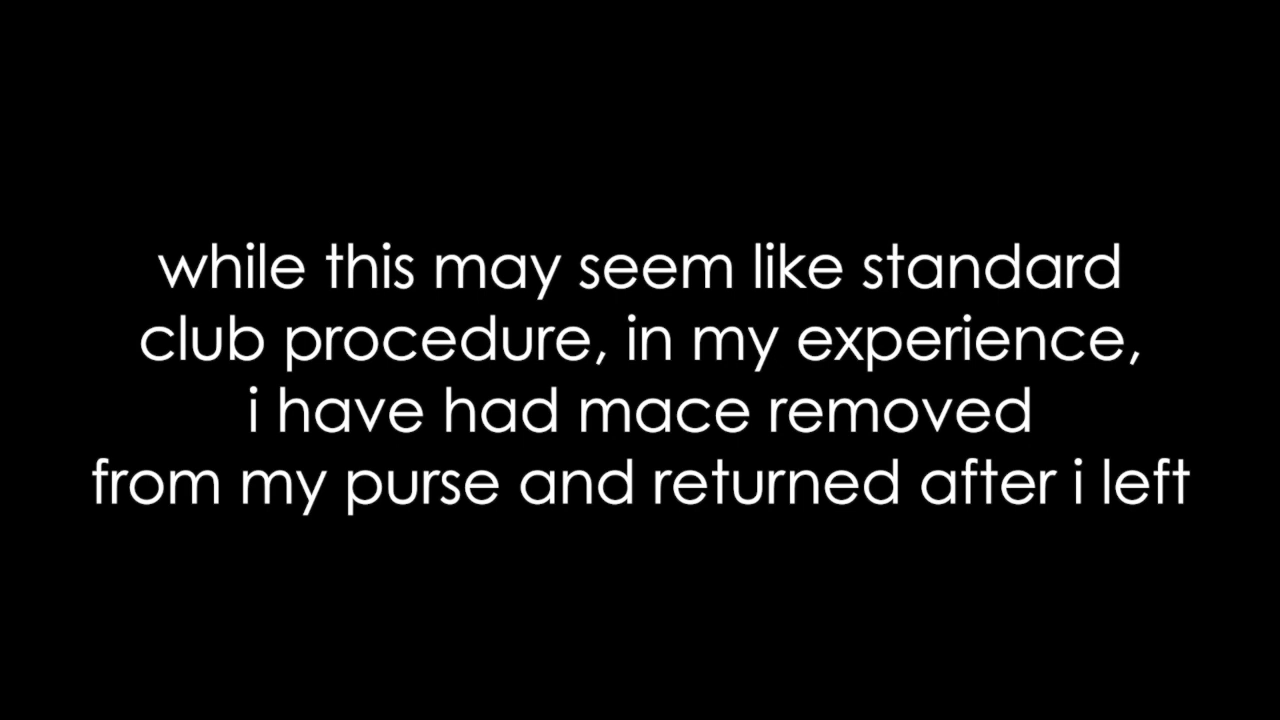 while this may seem like standard
club procedure, in my experience,
i have had mace removed
from my purse and returned after i left